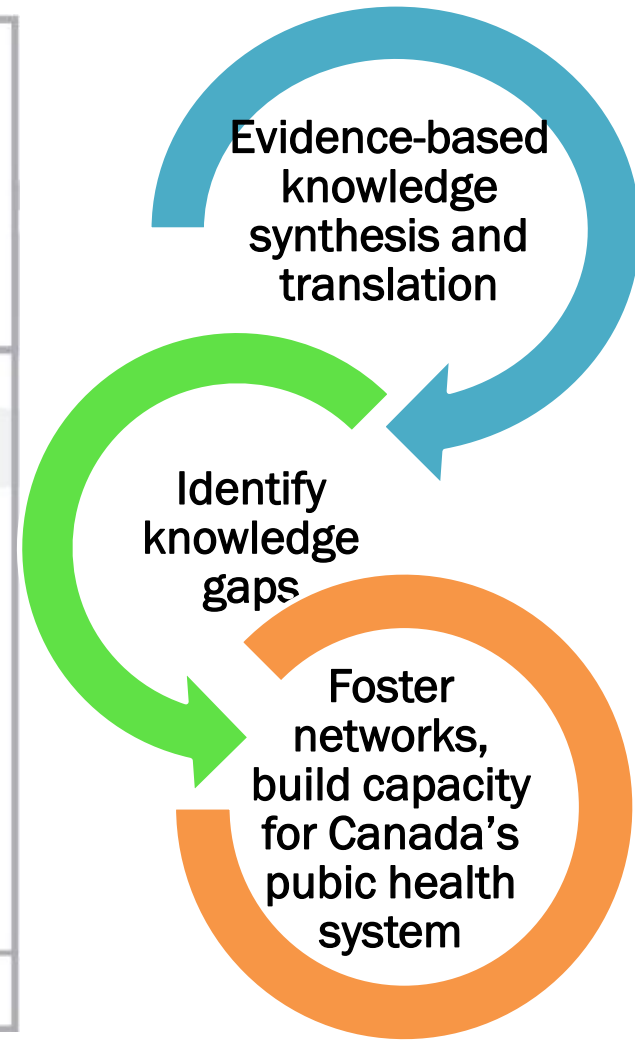 Evidence-based
knowledge
synthesis and
translation
Identify
knowledge
gaps
Foster
networks,
build capacity
for Canada’s
pubic health
system